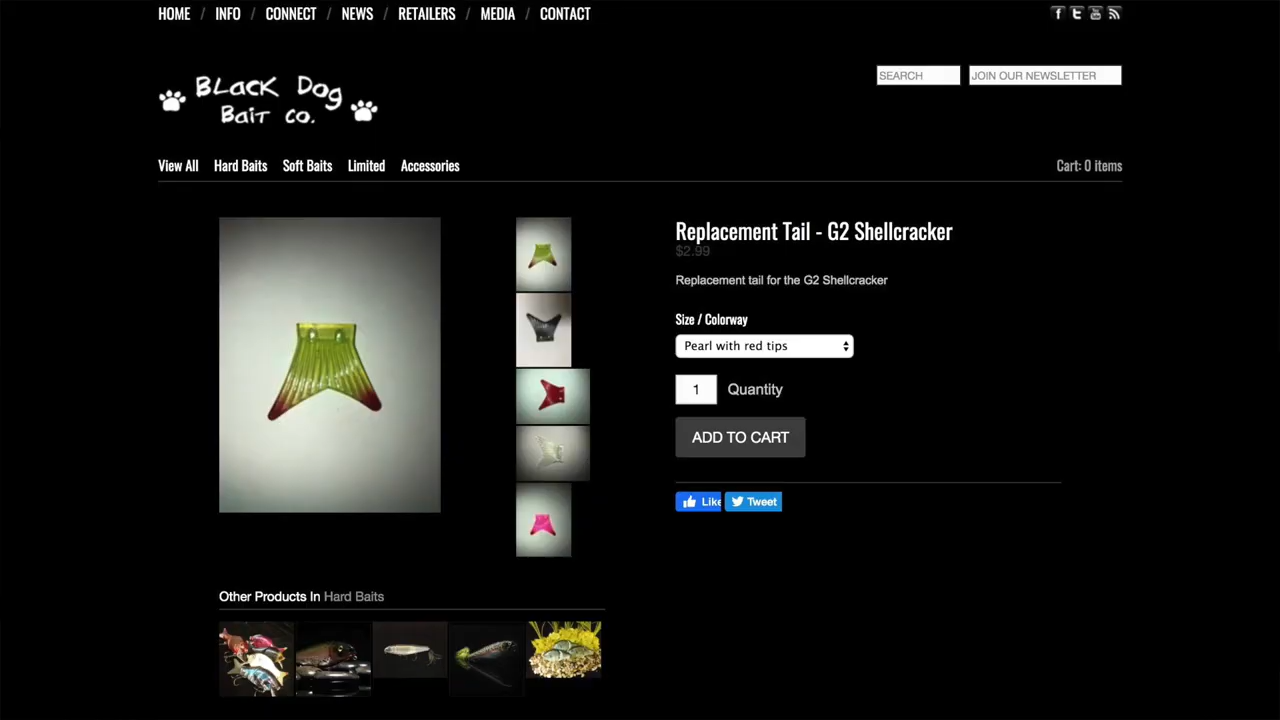 HOME / INFO / CONNECT / NEWS / RETAILERS / MEDIA / CONTACT
SEARCH
JOIN OUR NEWSLETTER
BLACK DOG
BAIT CO.
View All Hard Baits Soft Baits Limited Accessories
Cart: 0 items
Replacement Tail - G2 Shellcracker
$2.99
Replacement tail for the G2 Shellcracker
Size / Colorway
Pearl with red tips
1 Quantity
ADD TO CART
Like Tweet
Other Products In Hard Baits